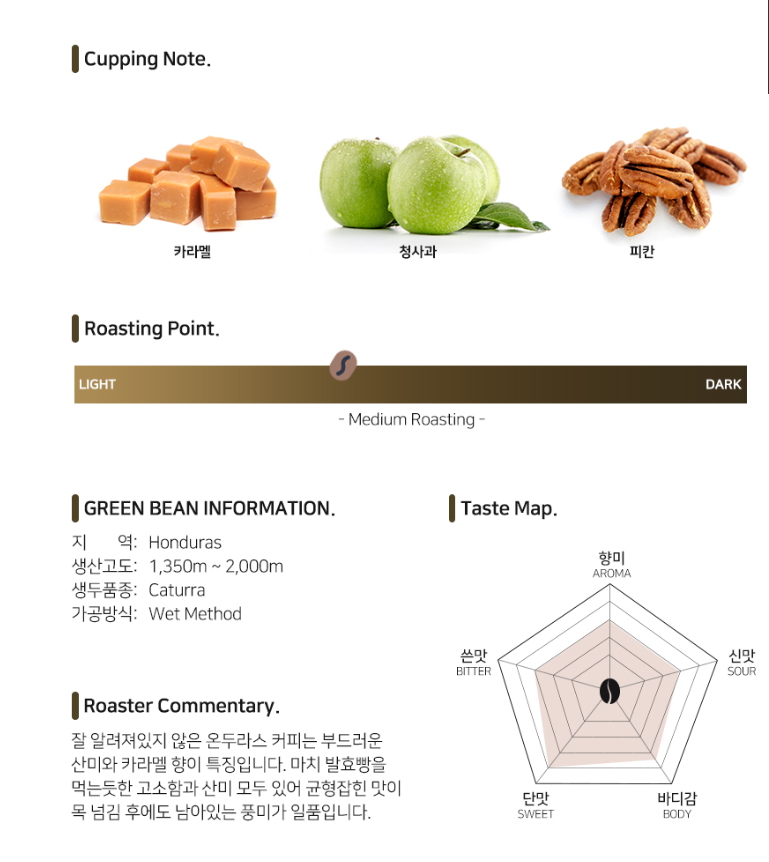 Cupping Note.
카라멜
청사과
피칸
Roasting Point.
LIGHT
DARK
- Medium Roasting -
GREEN BEAN INFORMATION.
지 역: Honduras
생산고도: 1,350m ~ 2,000m
생두품종: Caturra
가공방식: Wet Method
Roaster Commentary.
잘 알려져있지 않은 온두라스 커피는 부드러운
산미와 카라멜 향이 특징입니다. 마치 발효빵을
먹는듯한 고소함과 산미 모두 있어 균형잡힌 맛이
목 넘김 후에도 남아있는 풍미가 일품입니다.
Taste Map.
향미
AROMA
쓴맛
BITTER
신맛
SOUR
단맛
SWEET
바디감
BODY